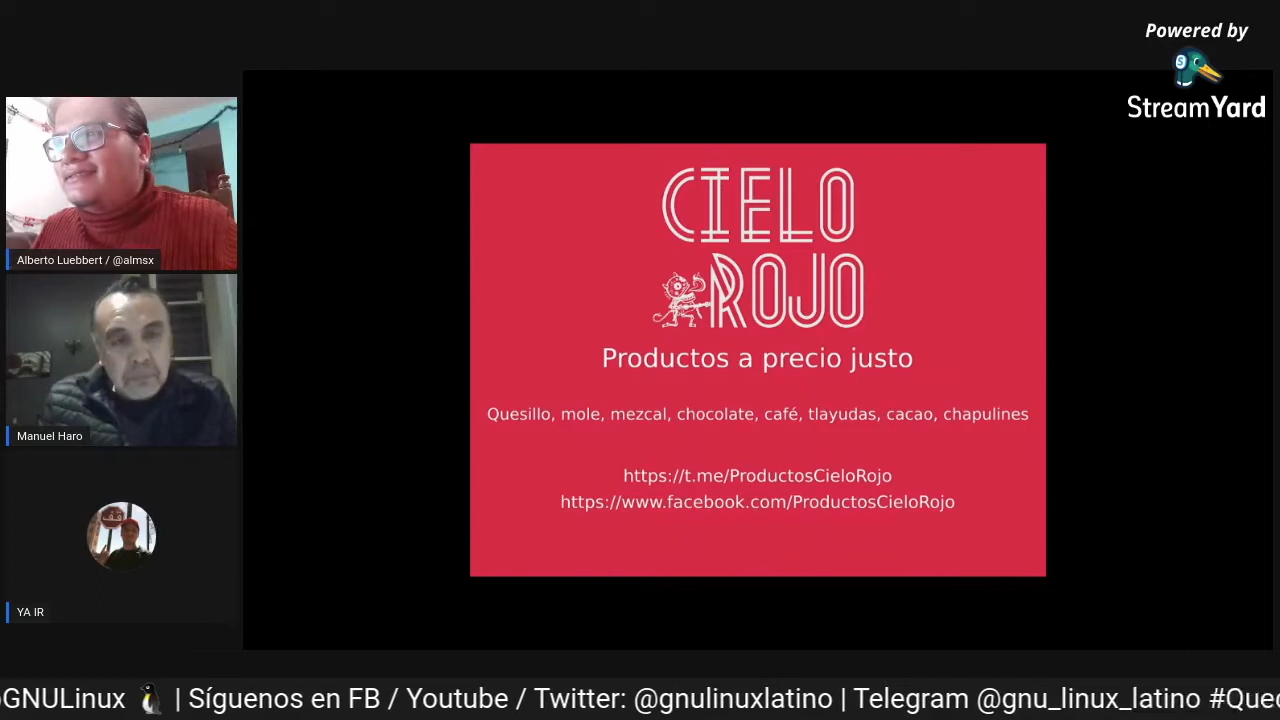 Powered by
StreamYard
Alberto Luebbert / @almsx
Manuel Haro
YA IR
CIELO
ROJO
Productos a precio justo
Quesillo, mole, mezcal, chocolate, café, tlayudas, cacao, chapulines
https://t.me/ProductosCieloRojo
https://www.facebook.com/ProductosCieloRojo
GNULinux 🐧 | Síguenos en FB / Youtube / Twitter: @gnulinuxlatino | Telegram @gnu_linux_latino